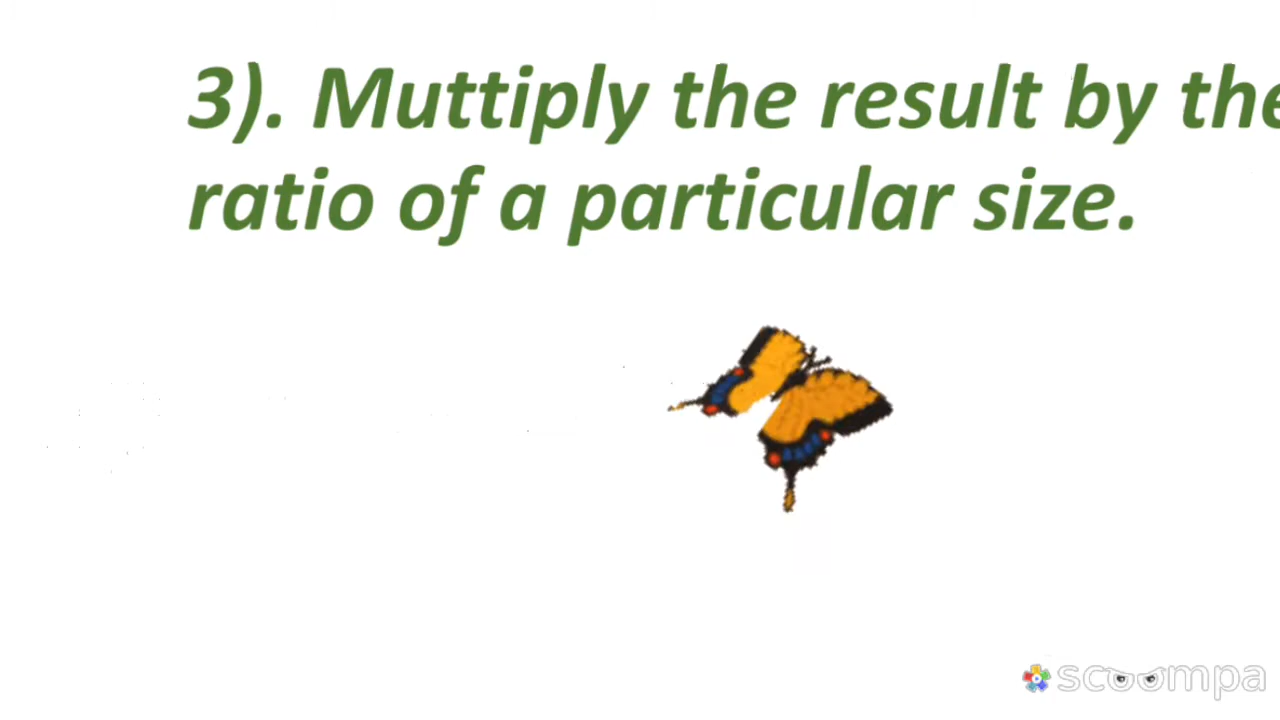 3). Muttiply the result by the
ratio of a particular size.
scoompa